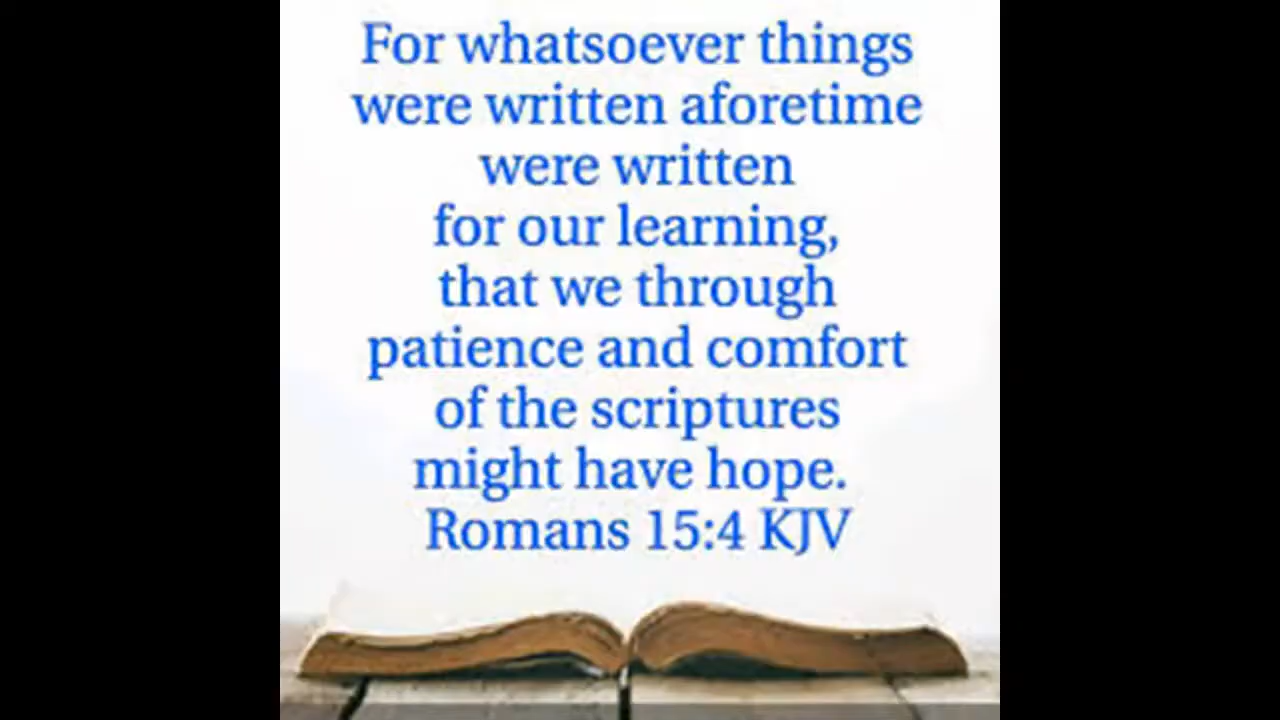 For whatsoever things
were written aforetime
were written
for our learning,
that we through
patience and comfort
of the scriptures
might have hope.
Romans 15:4 KJV